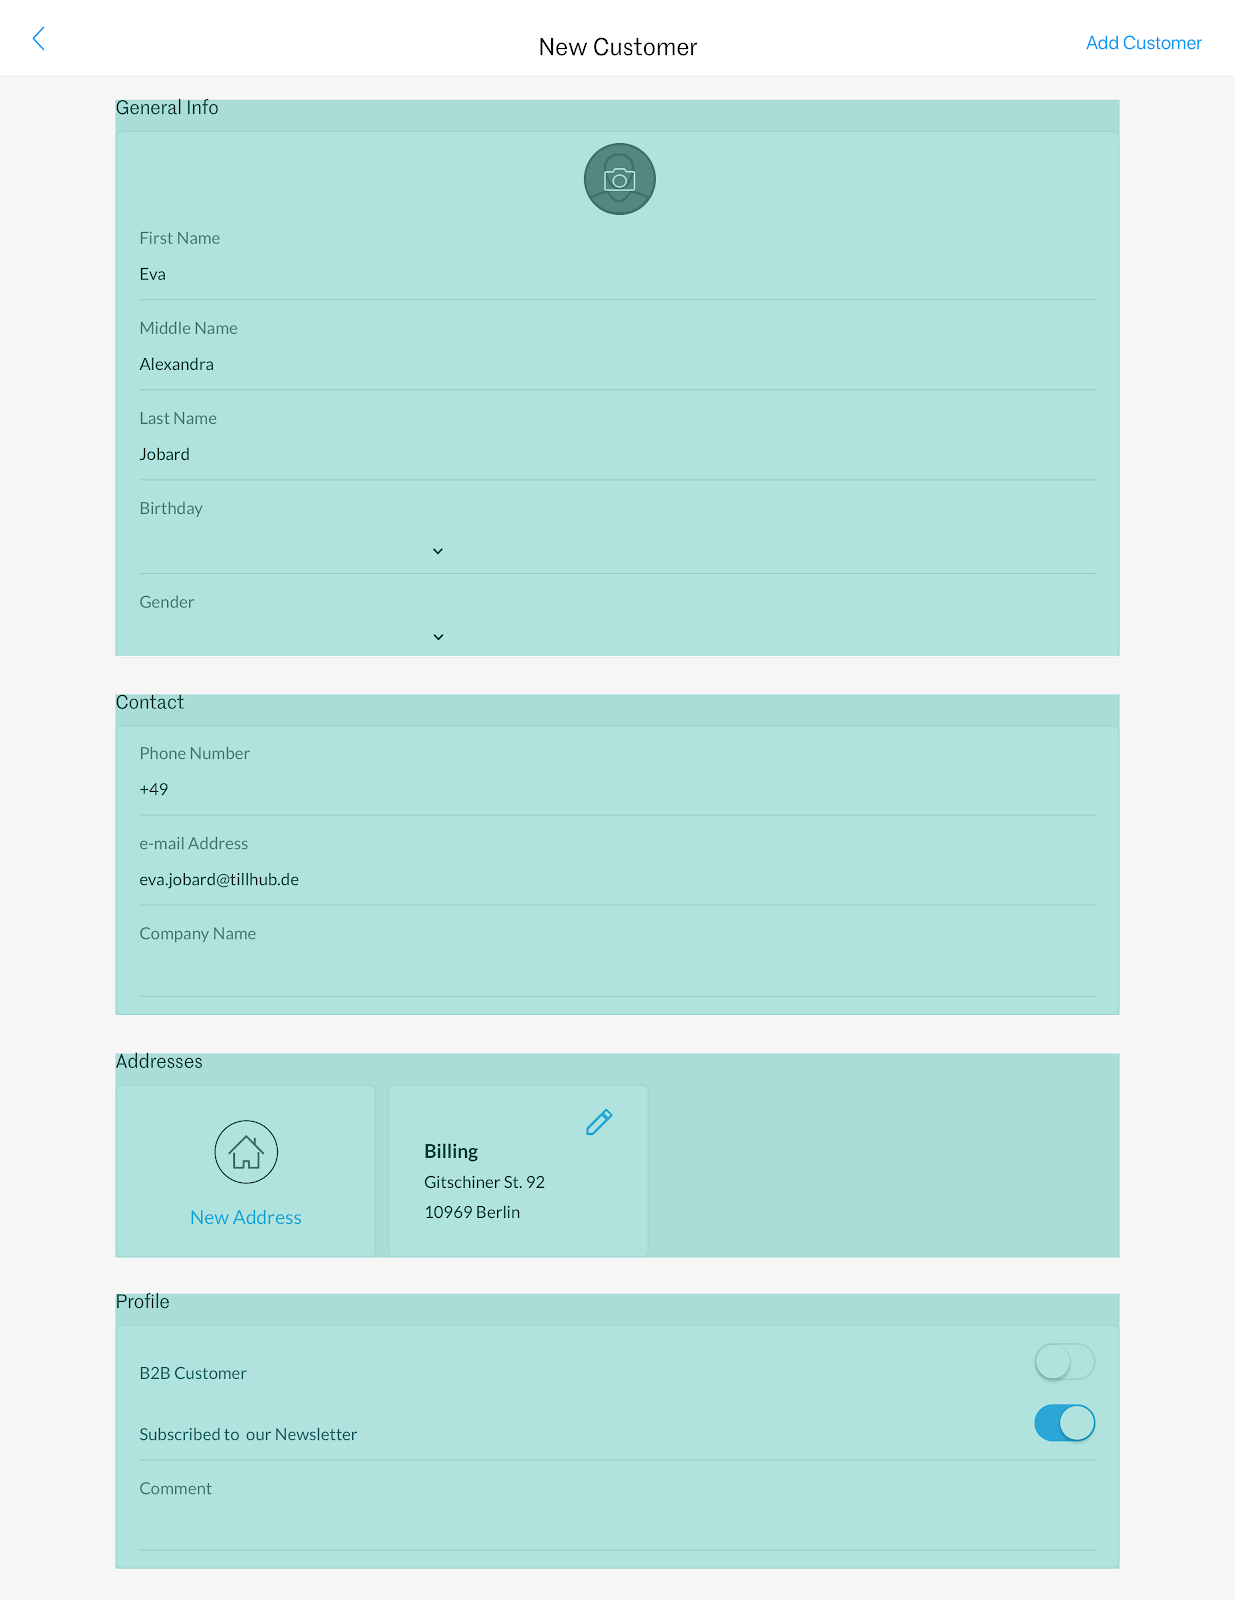 New Customer
Add Customer
General Info
First Name
Eva
Middle Name
Alexandra
Last Name
Jobard
Birthday
Gender
Contact
Phone Number
+49
e-mail Address
eva.jobard@tillhub.de
Company Name
Addresses
New Address
Billing
Gitschiner St. 92
10969 Berlin
Profile
B2B Customer
Subscribed to our Newsletter
Comment